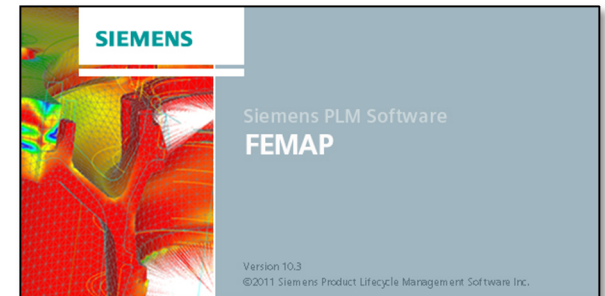 SIEMENS
Siemens PLM Software
FEMAP
Version 10.3
©2011 Siemens Product Lifecycle Management Software Inc.